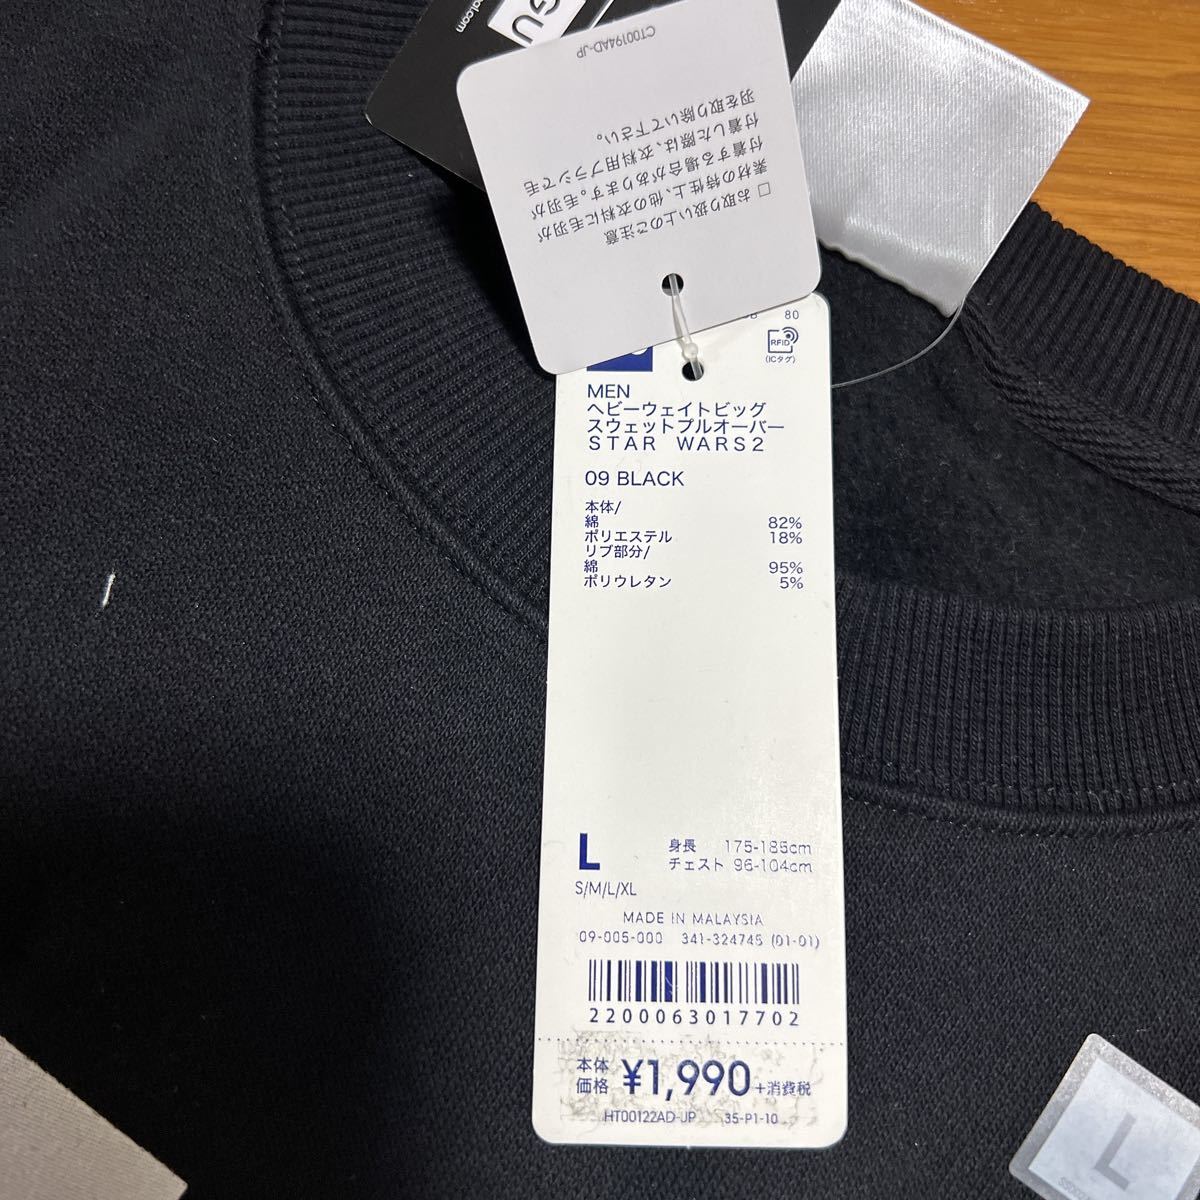 GU
CT00194AD-JP
お取り扱い上のご注意
□ 素材の特性上、他の衣料に毛羽が
付着する場合があります。毛羽が
付着した際は、衣料用ブラシで毛
羽を取り除いて下さい。
80
RFID
(ICタグ)
MEN
ヘビーウェイトビッグ
スウェットプルオーバー
STAR WARS2
09 BLACK
本体/
綿 82%
ポリエステル 18%
リブ部分/
綿 95%
ポリウレタン 5%
L 身長 175-185cm
チェスト 96-104cm
S/M/L/XL
MADE IN MALAYSIA
09-005-000 341-324745 (01-01)
2200063017702
本体
価格 ¥1,990 +消費税
HT00122AD-JP 35-P1-10
L